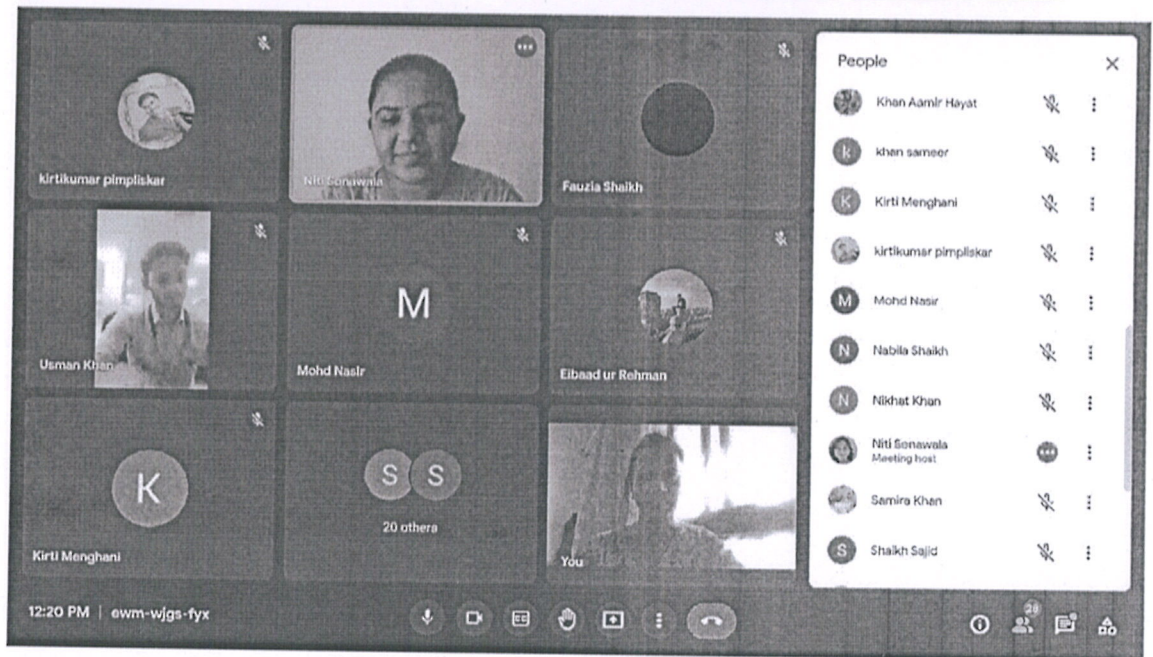 kirtikumar pimpliskar
Niti Sonawala
Fauzia Shaikh
Usman Khan
M
Mohd Nasir
Eibaad ur Rehman
K
Kirti Menghani
S S
20 others
You
12:20 PM | ewm-wjgs-fyx
28
People
Khan Aamir Hayat
k khan sameer
K Kirti Menghani
kirtikumar pimpliskar
M Mohd Nasir
N Nabila Shaikh
N Nikhat Khan
Niti Sonawala
Meeting host
Samira Khan
S Shaikh Sajid